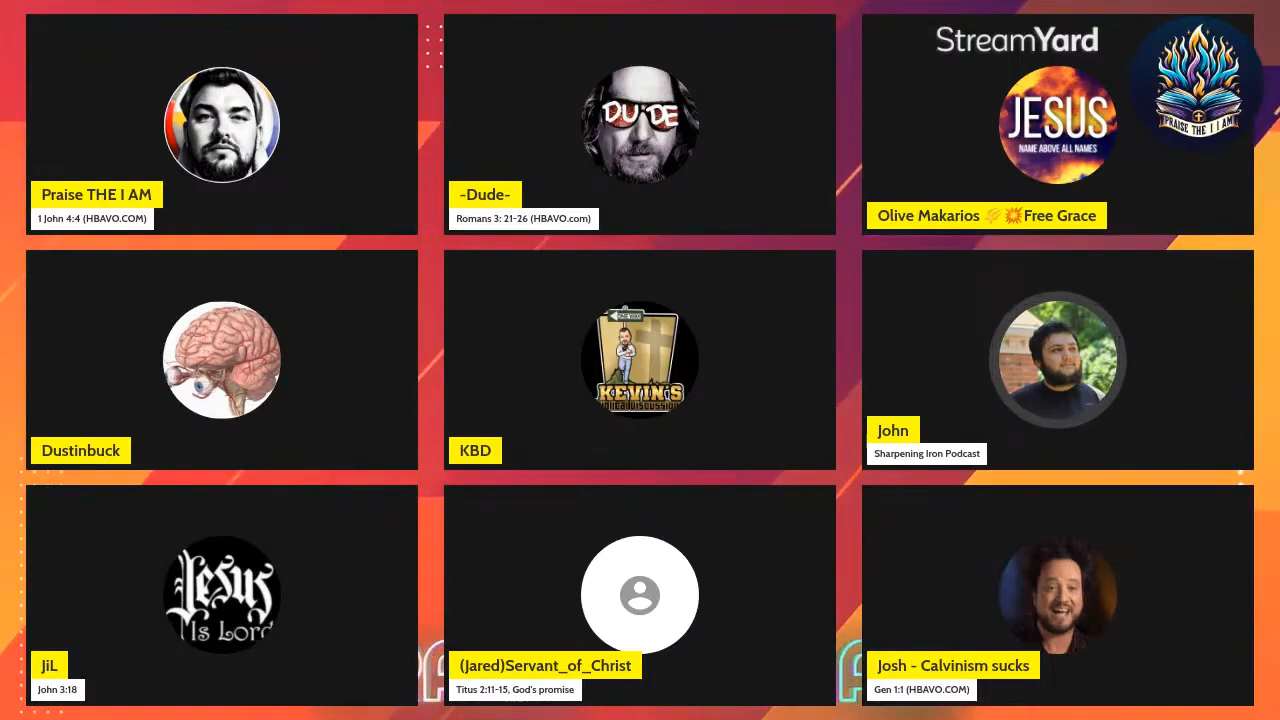 StreamYard
PRAISE THE I AM
DUDE
JESUS
NAME ABOVE ALL NAMES
Praise THE I AM
1 John 4:4 (HBAVO.COM)
-Dude-
Romans 3: 21-26 (HBAVO.com)
Olive Makarios ☄️💥Free Grace
ONE WAY
KEVIN'S
Dustinbuck
KBD
John
Sharpening Iron Podcast
Jesus
Is Lord
JiL
John 3:18
(Jared)Servant_of_Christ
Titus 2:11-15, God's promise
Josh - Calvinism sucks
Gen 1:1 (HBAVO.COM)